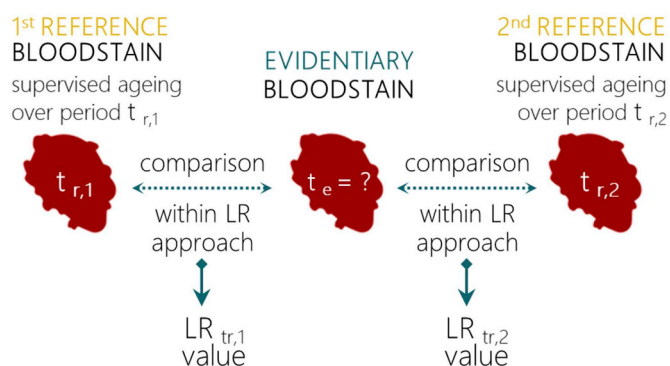 1st REFERENCE
BLOODSTAIN
supervised ageing
over period t r,1
t r,1
comparison
within LR
approach
LR tr,1
value
EVIDENTIARY
BLOODSTAIN
t e = ?
comparison
within LR
approach
LR tr,2
value
2nd REFERENCE
BLOODSTAIN
supervised ageing
over period t r,2
t r,2